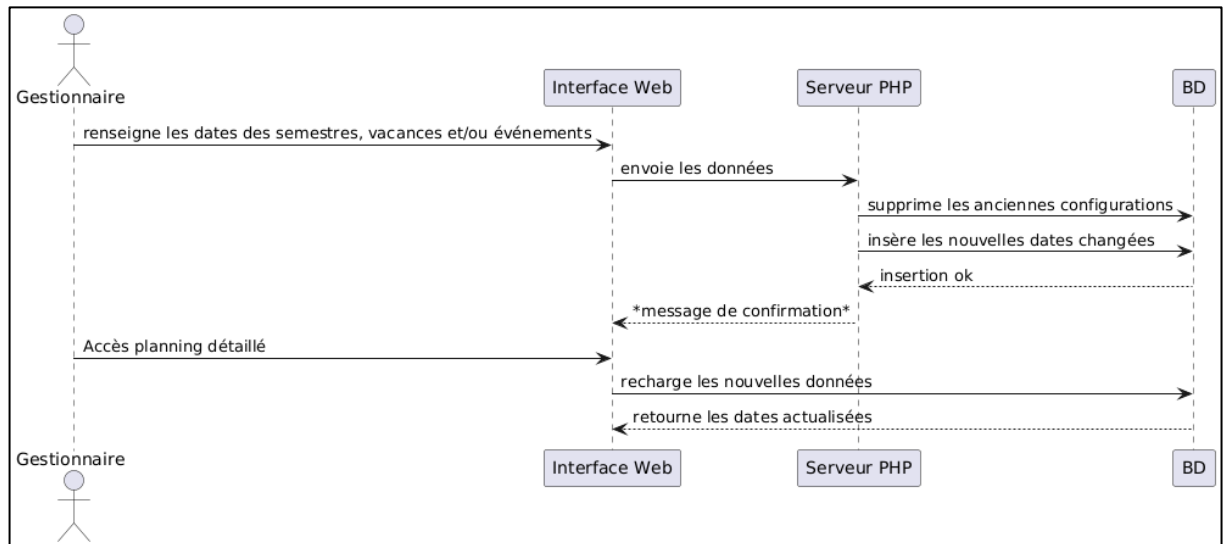 Gestionnaire
Interface Web
Serveur PHP
BD
renseigne les dates des semestres, vacances et/ou événements
envoie les données
supprime les anciennes configurations
insère les nouvelles dates changées
insertion ok
*message de confirmation*
Accès planning détaillé
recharge les nouvelles données
retourne les dates actualisées
Gestionnaire
Interface Web
Serveur PHP
BD